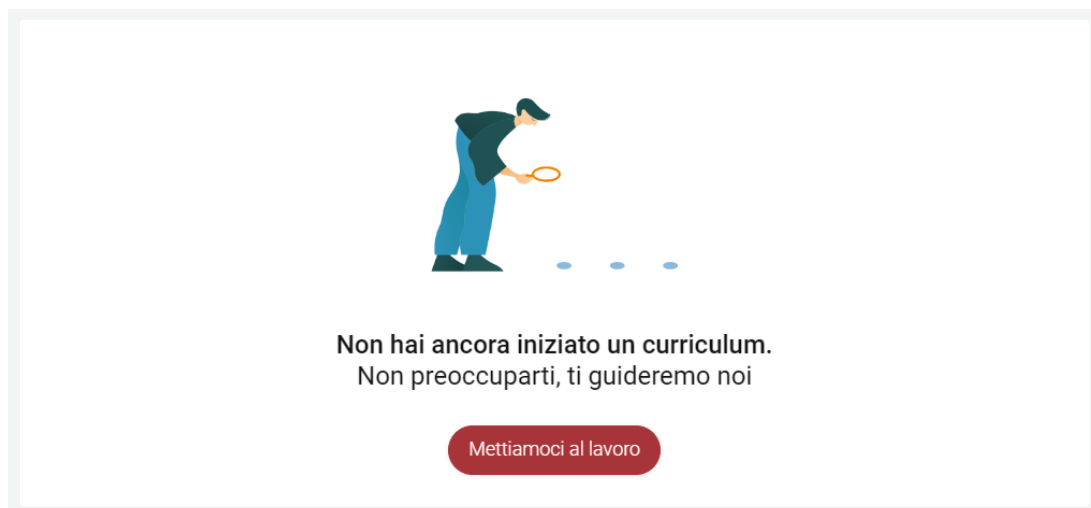 Non hai ancora iniziato un curriculum.
Non preoccuparti, ti guideremo noi
Mettiamoci al lavoro